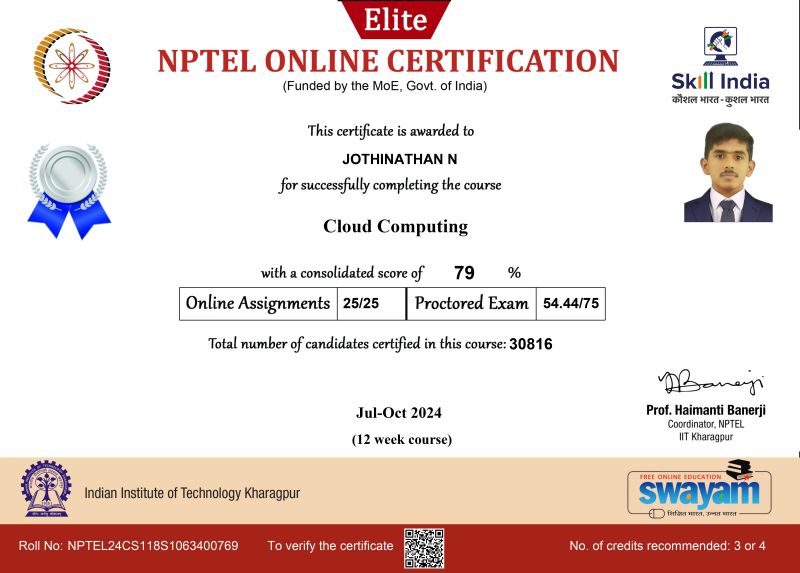 Elite
NPTEL ONLINE CERTIFICATION
(Funded by the MoE, Govt. of India)
Skill India
कौशल भारत - कुशल भारत
This certificate is awarded to
JOTHINATHAN N
for successfully completing the course
Cloud Computing
with a consolidated score of 79 %
Online Assignments 25/25 Proctored Exam 54.44/75
Total number of candidates certified in this course: 30816
Jul-Oct 2024
(12 week course)
Prof. Haimanti Banerji
Coordinator, NPTEL
IIT Kharagpur
Indian Institute of Technology Kharagpur
FREE ONLINE EDUCATION
swayam
शिक्षित भारत, उन्नत भारत
Roll No: NPTEL24CS118S1063400769 To verify the certificate No. of credits recommended: 3 or 4